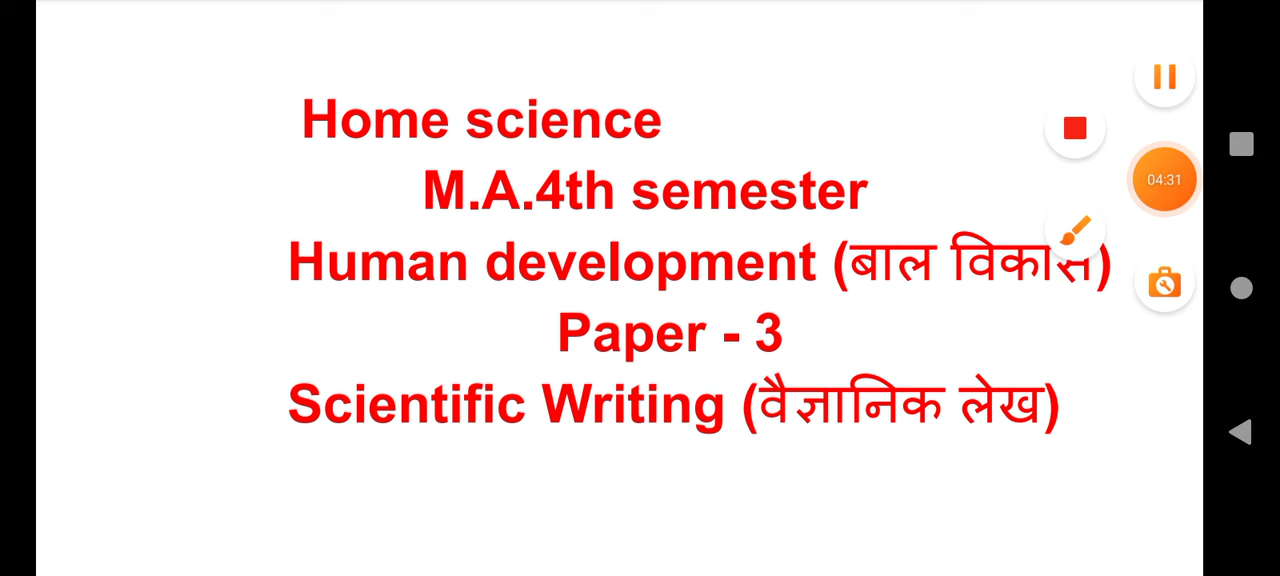 Home science
M.A.4th semester
Human development (बाल विकास)
Paper - 3
Scientific Writing (वैज्ञानिक लेख)
04:31